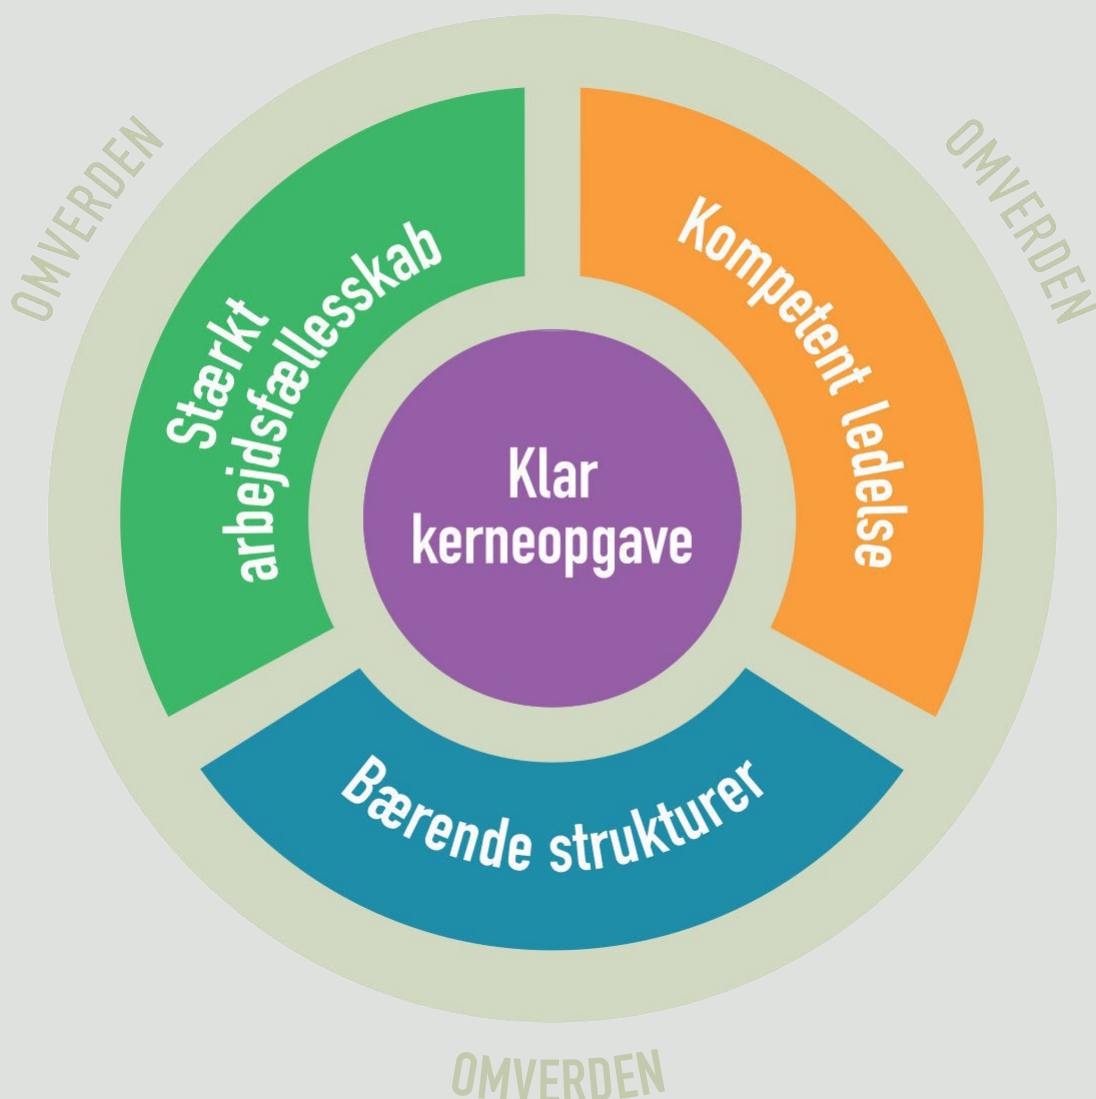 OMVERDEN
OMVERDEN
Stærkt
arbejdsfællesskab
Kompetent ledelse
Klar
kerneopgave
Bærende strukturer
OMVERDEN